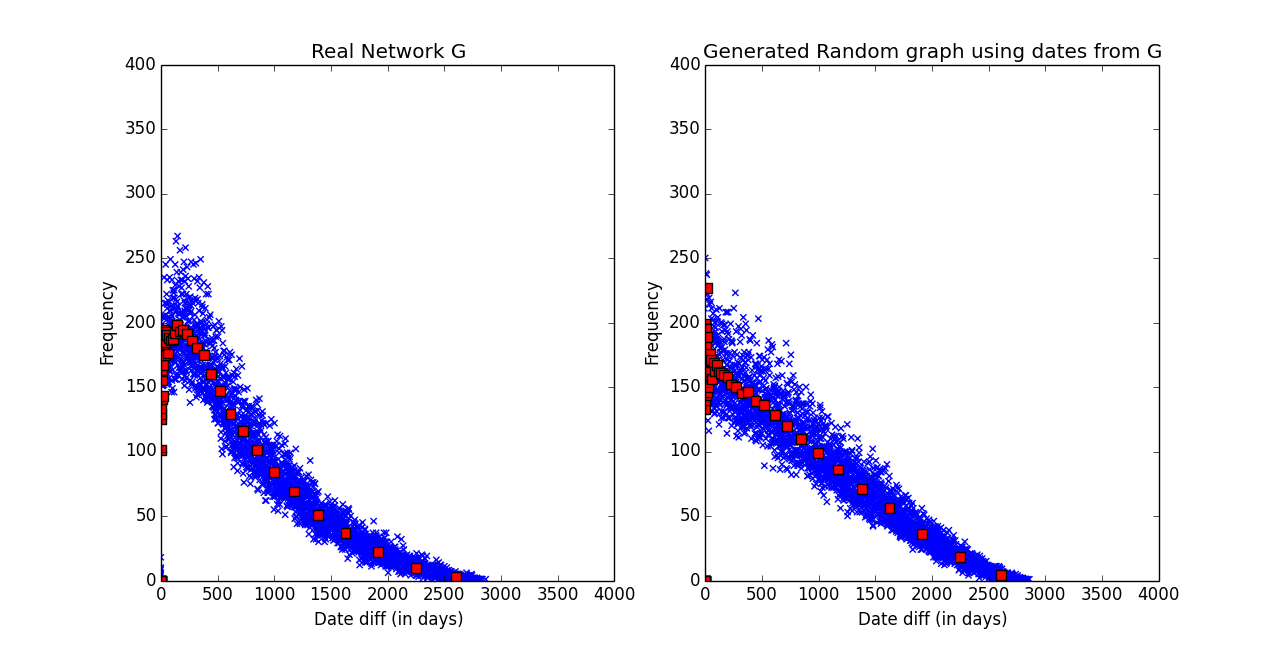 Real Network G
400
350
300
250
200
150
100
50
0
Frequency
0 500 1000 1500 2000 2500 3000 3500 4000
Date diff (in days)
Generated Random graph using dates from G
400
350
300
250
200
150
100
50
0
Frequency
0 500 1000 1500 2000 2500 3000 3500 4000
Date diff (in days)